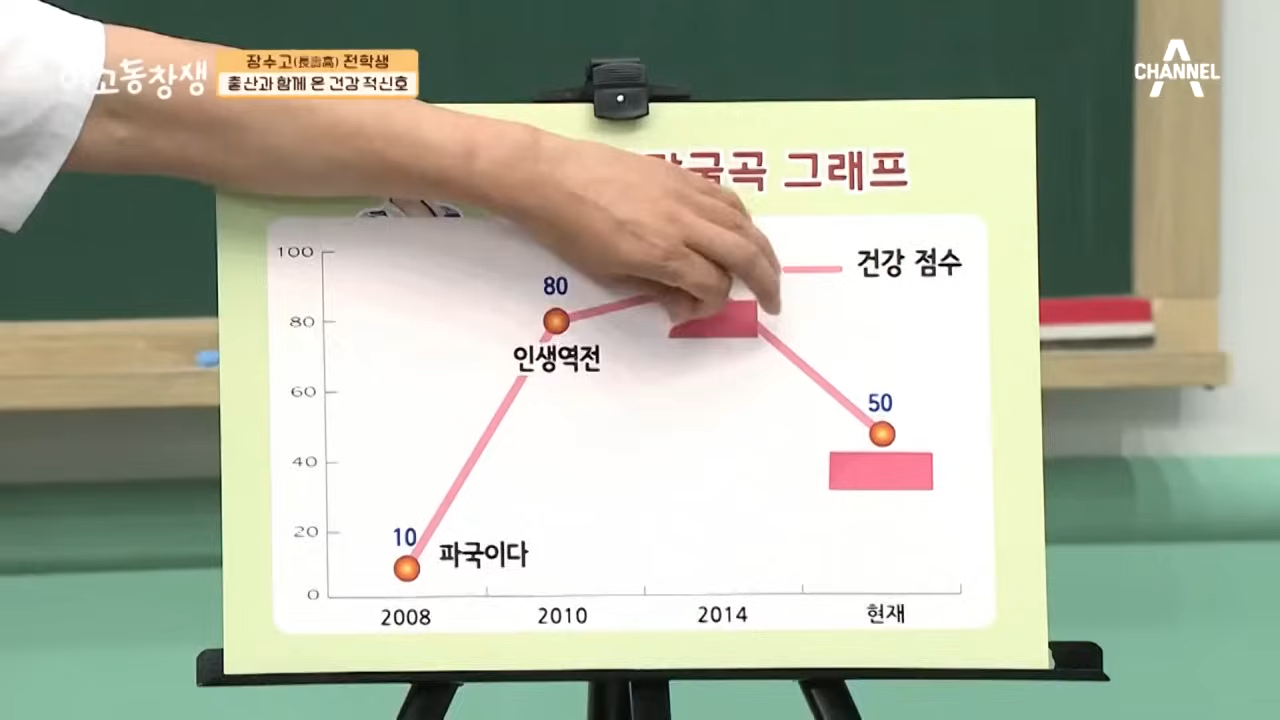 장수고(長壽高) 전학생
출산과 함께 온 건강 적신호
CHANNEL A
그래프
건강 점수
100
80
60
40
20
0
10
파국이다
80
인생역전
50
2008
2010
2014
현재